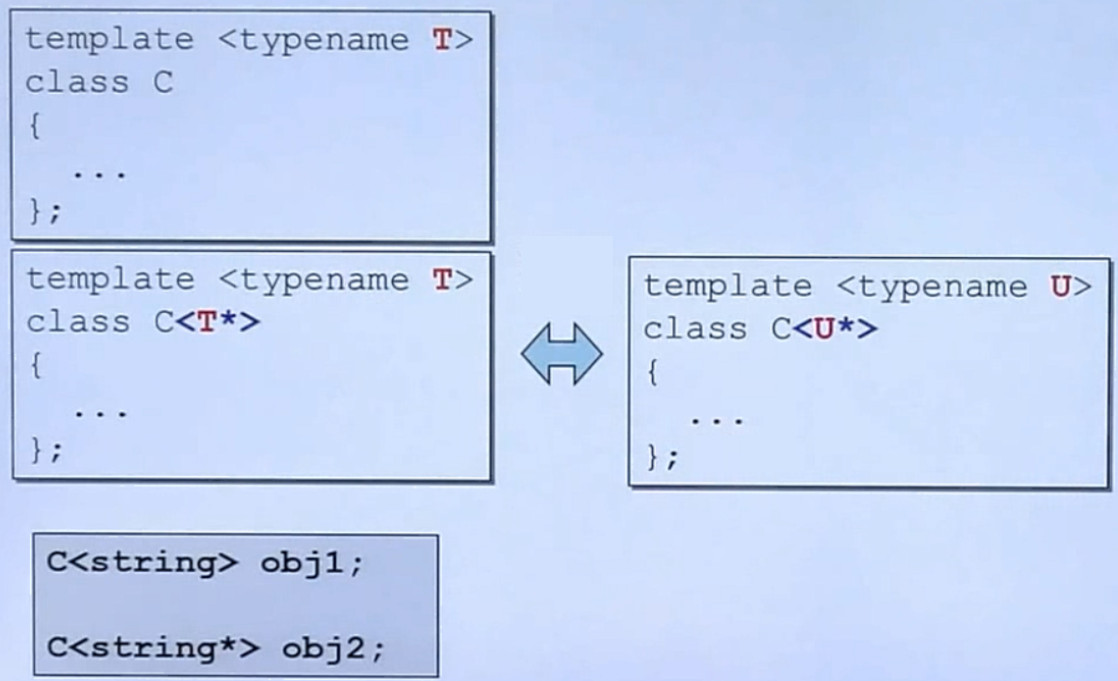 template <typename T>
class C
{
...
};
template <typename T>
class C<T*>
{
...
};
template <typename U>
class C<U*>
{
...
};
C<string> obj1;
C<string*> obj2;